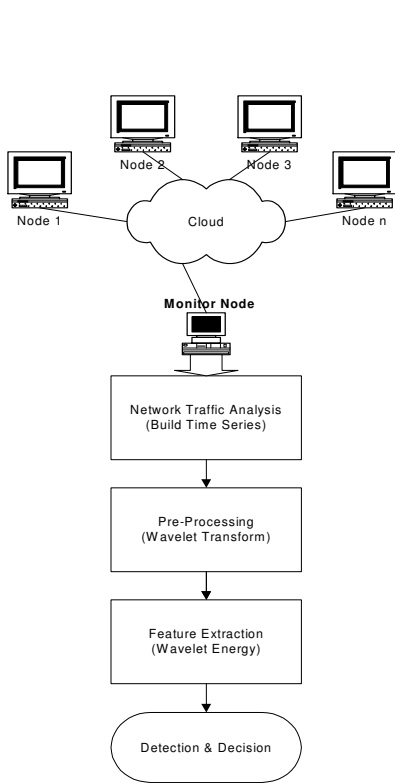 Node 2
Node 3
Node 1
Cloud
Node n
Monitor Node
Network Traffic Analysis
(Build Time Series)
Pre-Processing
(Wavelet Transform)
Feature Extraction
(Wavelet Energy)
Detection & Decision